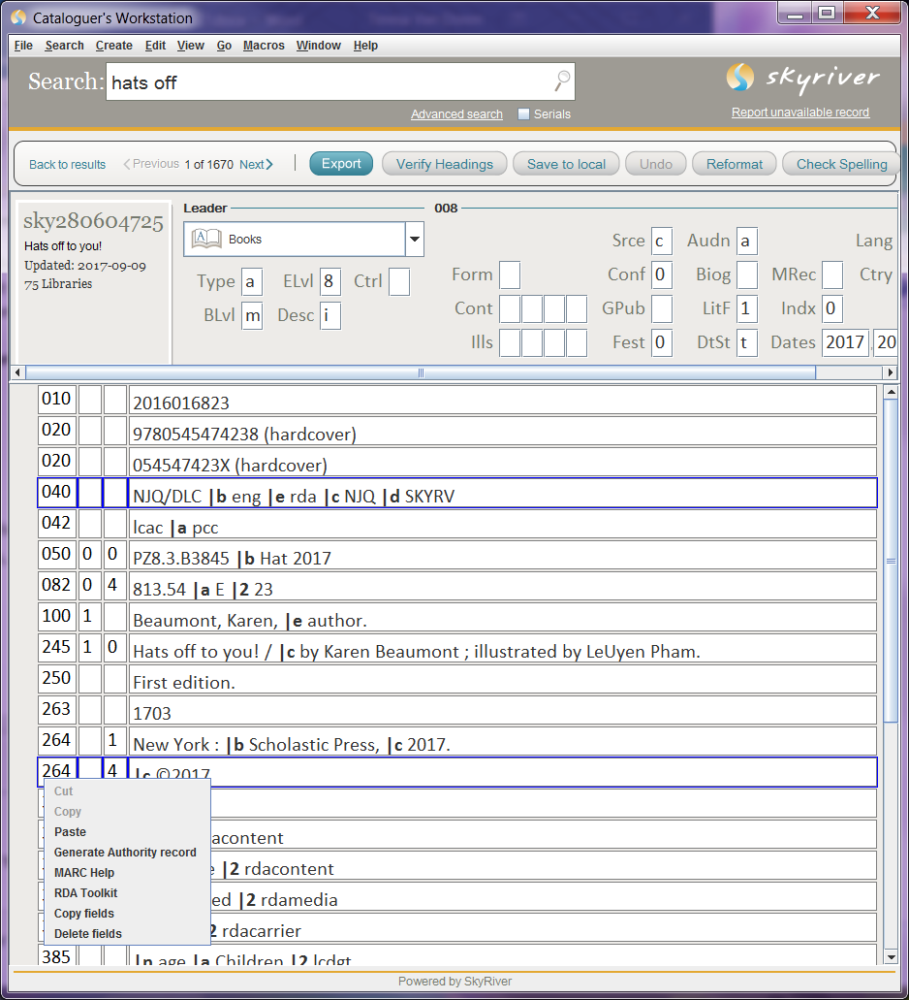 Cataloguer's Workstation
File Search Create Edit View Go Macros Window Help
Search: hats off
skyriver
Advanced search Serials
Report unavailable record
Back to results Previous 1 of 1670 Next Export Verify Headings Save to local Undo Reformat Check Spelling
sky280604725
Hats off to you!
Updated: 2017-09-09
75 Libraries
Leader
Books
Type a ELvl 8 Ctrl
BLvl m Desc i
008
Srce c Audn a Lang
Form Conf 0 Biog MRec Ctry
Cont GPub LitF 1 Indx 0
Ills Fest 0 DtSt t Dates 2017 , 20
010 2016016823
020 9780545474238 (hardcover)
020 054547423X (hardcover)
040 NJQ/DLC |b eng |e rda |c NJQ |d SKYRV
042 lcac |a pcc
050 0 0 PZ8.3.B3845 |b Hat 2017
082 0 4 813.54 |a E |2 23
100 1 Beaumont, Karen, |e author.
245 1 0 Hats off to you! / |c by Karen Beaumont ; illustrated by LeUyen Pham.
250 First edition.
263 1703
264 1 New York : |b Scholastic Press, |c 2017.
264 4 |c ©2017
Cut
Copy
Paste
Generate Authority record
MARC Help
RDA Toolkit
Copy fields
Delete fields
acontent
e |2 rdacontent
ed |2 rdamedia
2 rdacarrier
385 |n age |a Children |2 lcdgt
Powered by SkyRiver